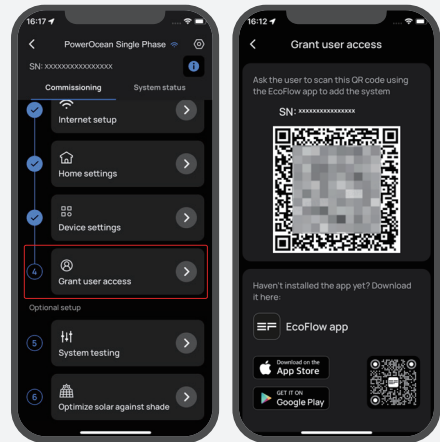 16:17
PowerOcean Single Phase
SN: xxxxxxxxxxxxxxxx
Commissioning
System status
Internet setup
Home settings
Device settings
4
Grant user access
Optional setup
5
System testing
6
Optimize solar against shade
16:12
Grant user access
Ask the user to scan this QR code using
the EcoFlow app to add the system
SN: xxxxxxxxxxxxxxxx
Haven't installed the app yet? Download
it here:
EcoFlow app
Download on the
App Store
GET IT ON
Google Play